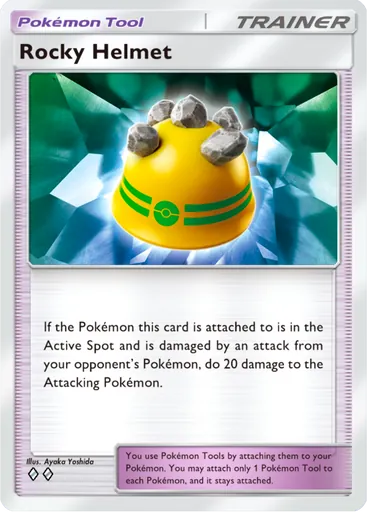 Pokémon Tool
TRAINER
Rocky Helmet
If the Pokémon this card is attached to is in the
Active Spot and is damaged by an attack from
your opponent's Pokémon, do 20 damage to the
Attacking Pokémon.
Illus. Ayaka Yoshida
You use Pokémon Tools by attaching them to your
Pokémon. You may attach only 1 Pokémon Tool to
each Pokémon, and it stays attached.